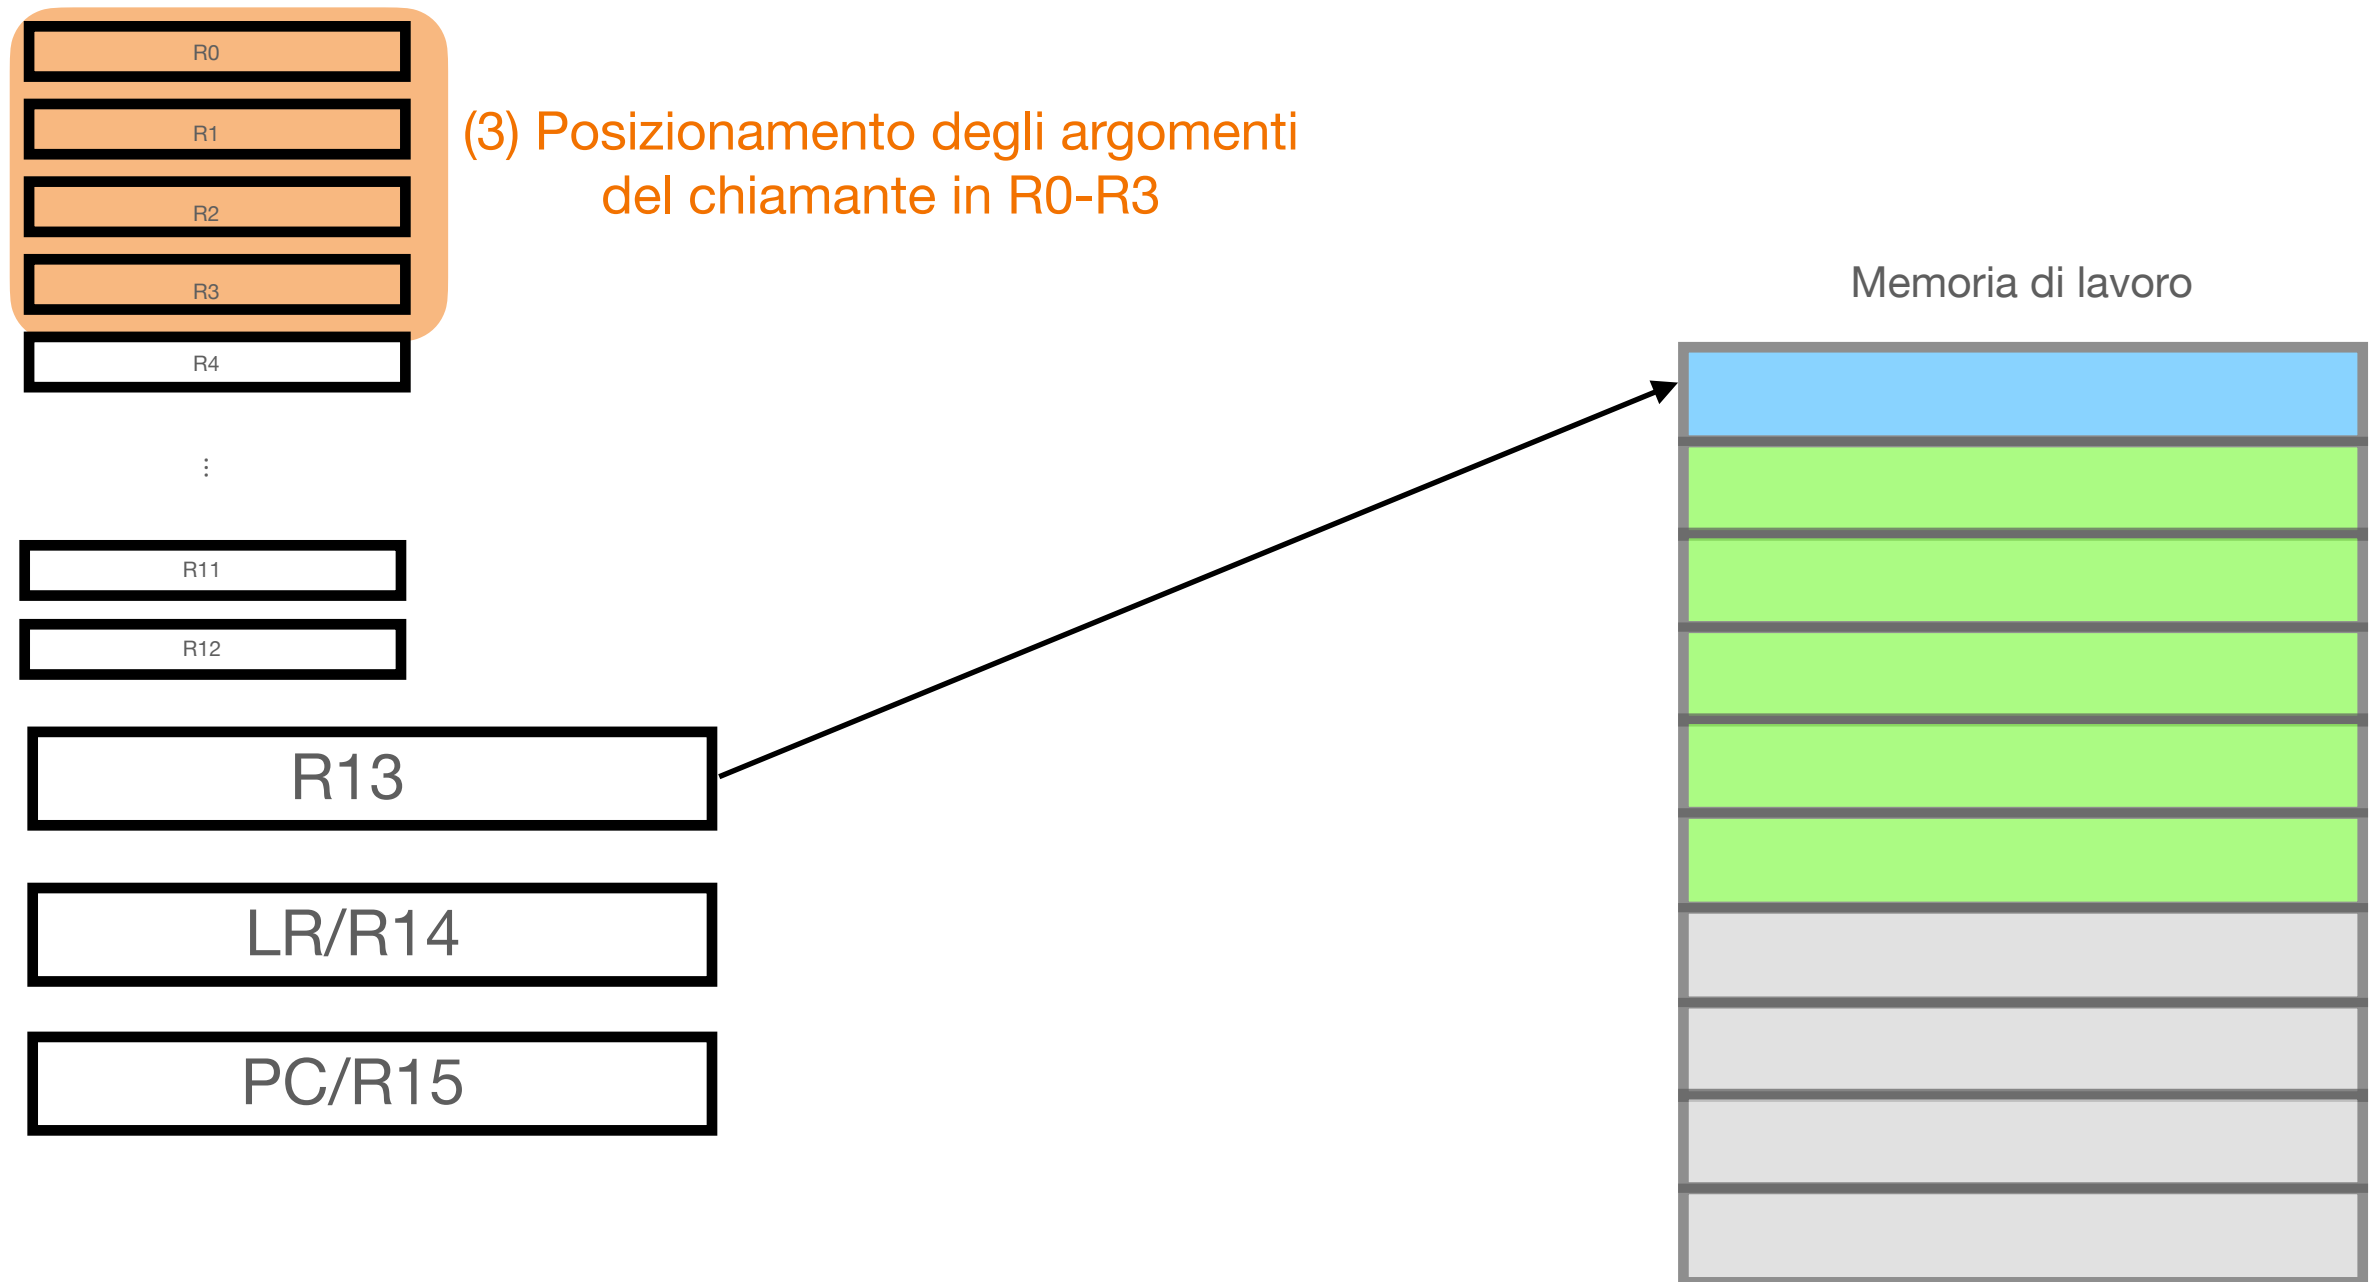 R0
R1
R2
R3
R4
⋮
R11
R12
R13
LR/R14
PC/R15
(3) Posizionamento degli argomenti
del chiamante in R0-R3
Memoria di lavoro